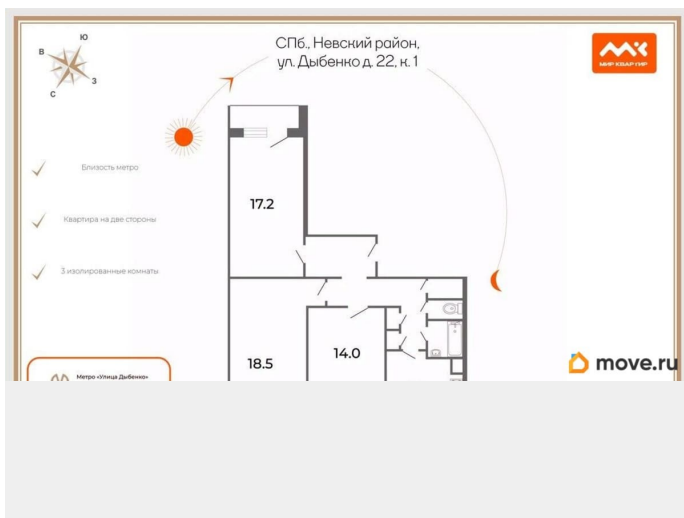 Ю
В
З
С
СПб., Невский район,
ул. Дыбенко д. 22, к. 1
МИР КВАРТИР
Близость метро
Квартира на две стороны
3 изолированные комнаты
17.2
18.5
14.0
Метро «Улица Дыбенко»
move.ru